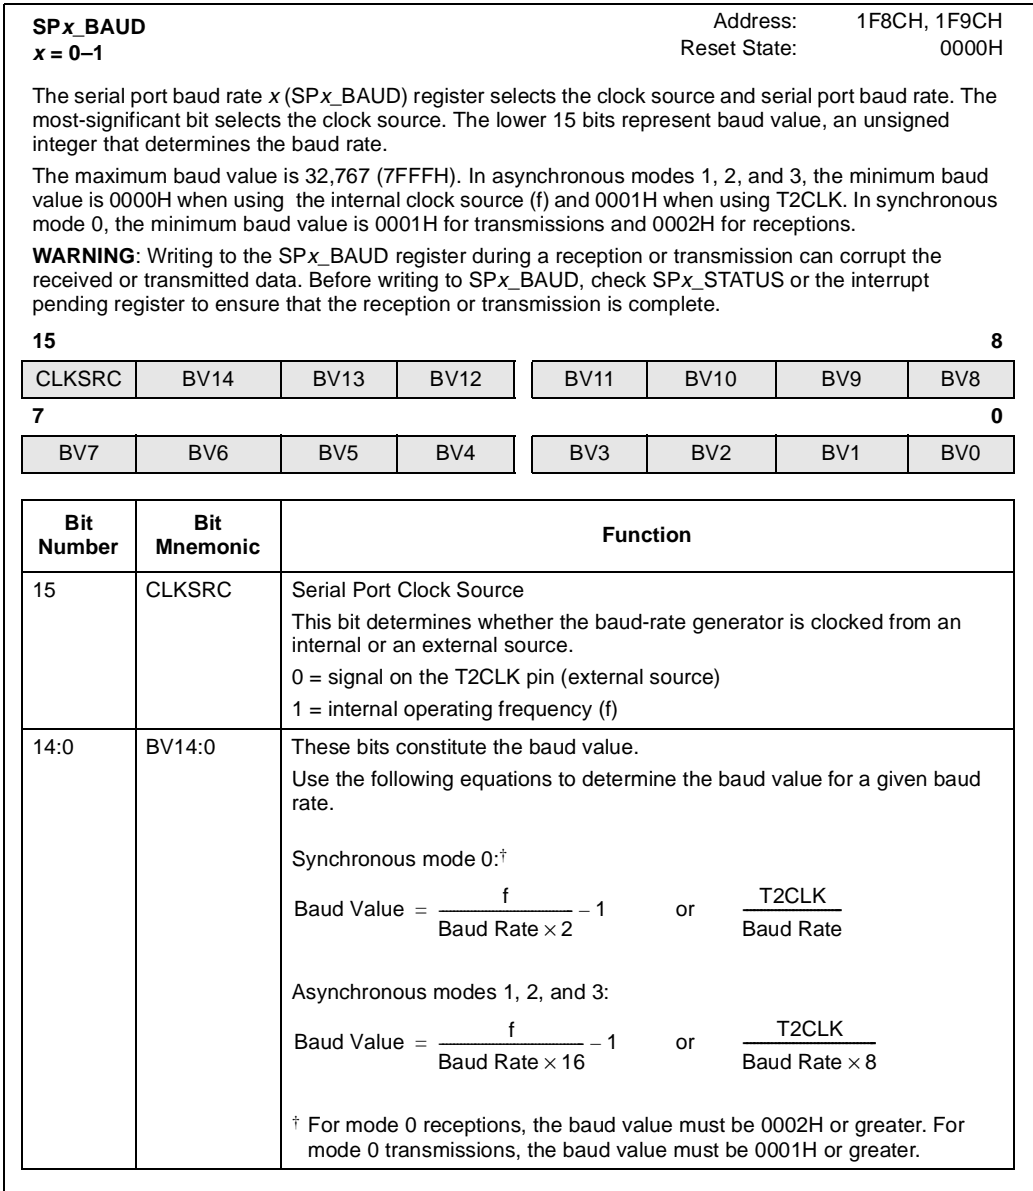 SPx_BAUD
x = 0–1
Address: 1F8CH, 1F9CH
Reset State: 0000H
The serial port baud rate x (SPx_BAUD) register selects the clock source and serial port baud rate. The
most-significant bit selects the clock source. The lower 15 bits represent baud value, an unsigned
integer that determines the baud rate.
The maximum baud value is 32,767 (7FFFH). In asynchronous modes 1, 2, and 3, the minimum baud
value is 0000H when using the internal clock source (f) and 0001H when using T2CLK. In synchronous
mode 0, the minimum baud value is 0001H for transmissions and 0002H for receptions.
WARNING: Writing to the SPx_BAUD register during a reception or transmission can corrupt the
received or transmitted data. Before writing to SPx_BAUD, check SPx_STATUS or the interrupt
pending register to ensure that the reception or transmission is complete.
15 8
CLKSRC BV14 BV13 BV12 BV11 BV10 BV9 BV8
7 0
BV7 BV6 BV5 BV4 BV3 BV2 BV1 BV0
Bit Number Bit Mnemonic Function
15 CLKSRC Serial Port Clock Source
This bit determines whether the baud-rate generator is clocked from an
internal or an external source.
0 = signal on the T2CLK pin (external source)
1 = internal operating frequency (f)
14:0 BV14:0 These bits constitute the baud value.
Use the following equations to determine the baud value for a given baud
rate.
Synchronous mode 0:†
Baud Value = f / Baud Rate × 2 – 1 or T2CLK / Baud Rate
Asynchronous modes 1, 2, and 3:
Baud Value = f / Baud Rate × 16 – 1 or T2CLK / Baud Rate × 8
† For mode 0 receptions, the baud value must be 0002H or greater. For
mode 0 transmissions, the baud value must be 0001H or greater.